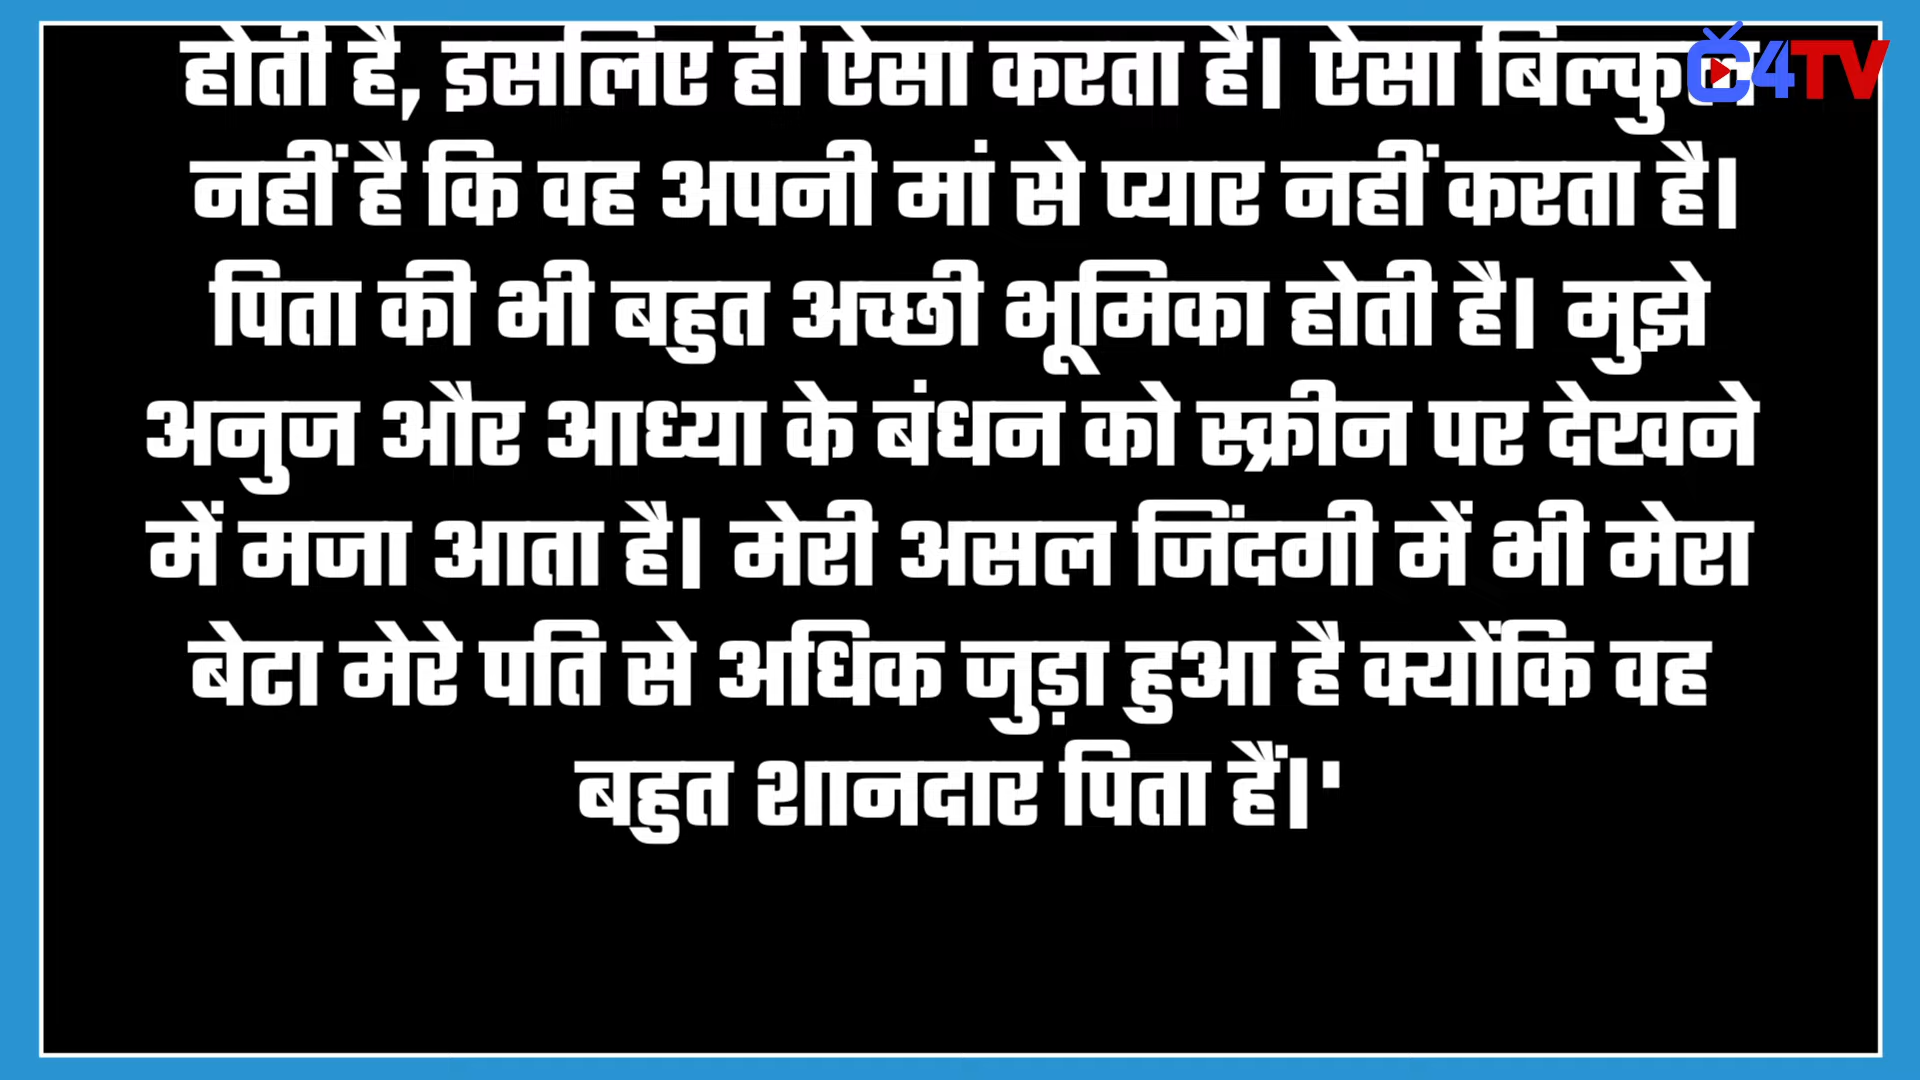 होती है, इसलिए ही ऐसा करता है। ऐसा बिल्कुल
C4TV
नहीं है कि वह अपनी मां से प्यार नहीं करता है।
पिता की भी बहुत अच्छी भूमिका होती है। मुझे
अनुज और आध्या के बंधन को स्क्रीन पर देखने
में मजा आता है। मेरी असल जिंदगी में भी मेरा
बेटा मेरे पति से अधिक जुड़ा हुआ है क्योंकि वह
बहुत शानदार पिता हैं।'